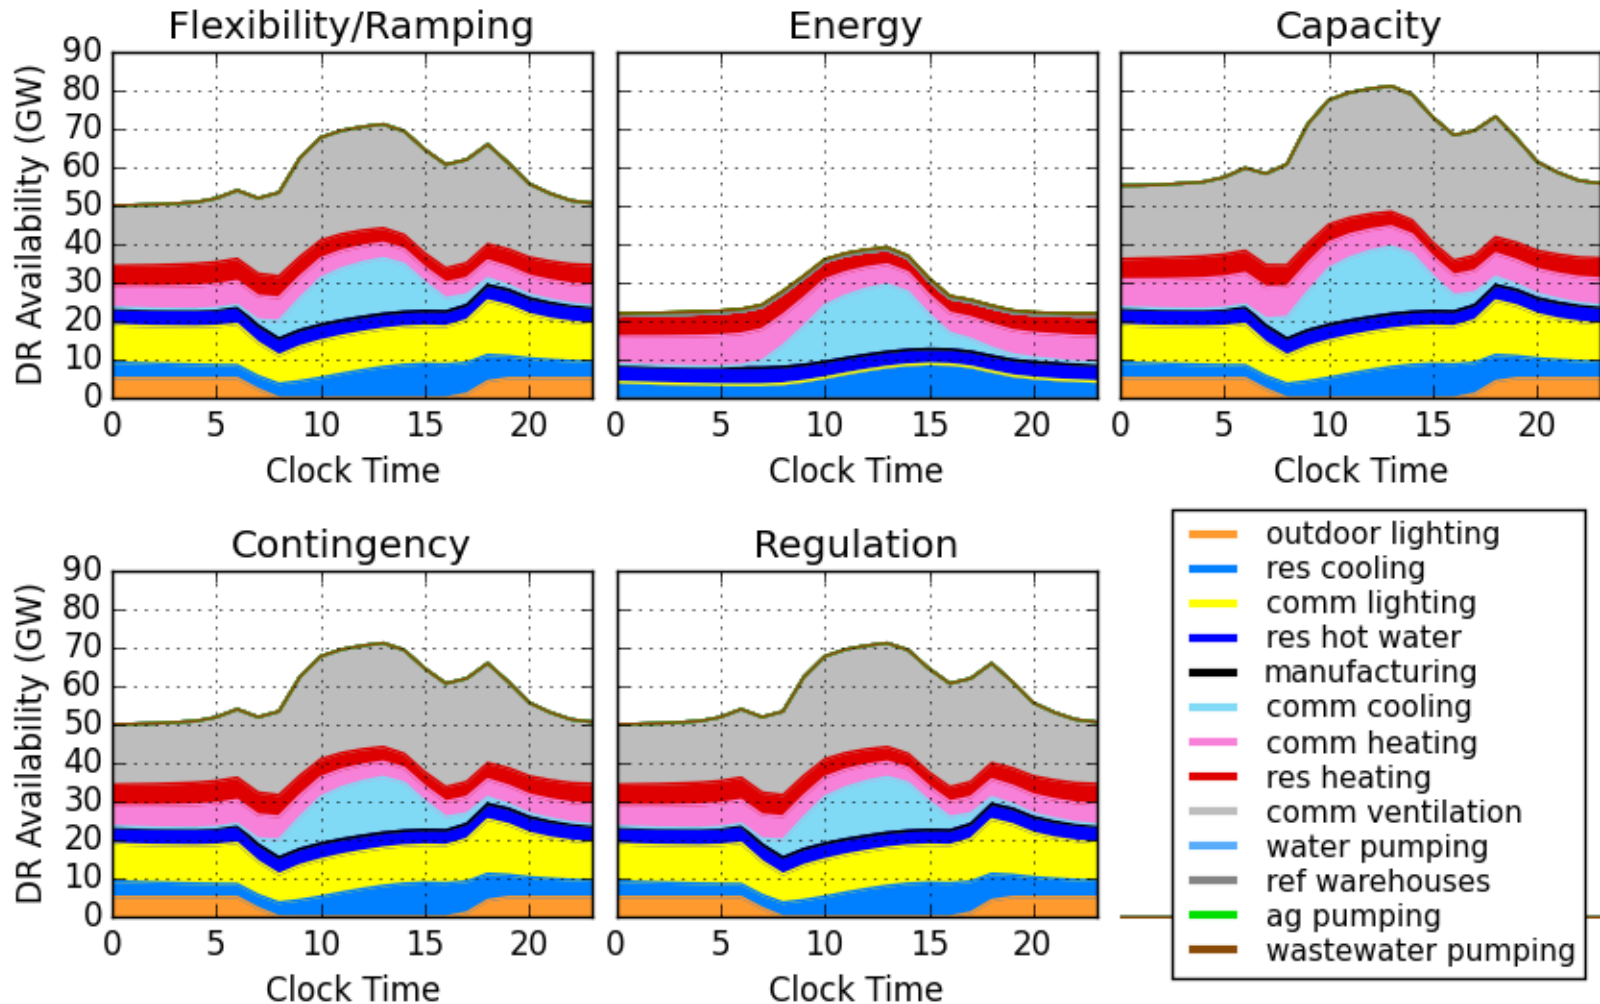 Flexibility/Ramping
Energy
Capacity
DR Availability (GW)
90
80
70
60
50
40
30
20
10
0
0 5 10 15 20
0 5 10 15 20
0 5 10 15 20
Clock Time
Clock Time
Clock Time
Contingency
Regulation
DR Availability (GW)
90
80
70
60
50
40
30
20
10
0
0 5 10 15 20
0 5 10 15 20
Clock Time
Clock Time
outdoor lighting
res cooling
comm lighting
res hot water
manufacturing
comm cooling
comm heating
res heating
comm ventilation
water pumping
ref warehouses
ag pumping
wastewater pumping